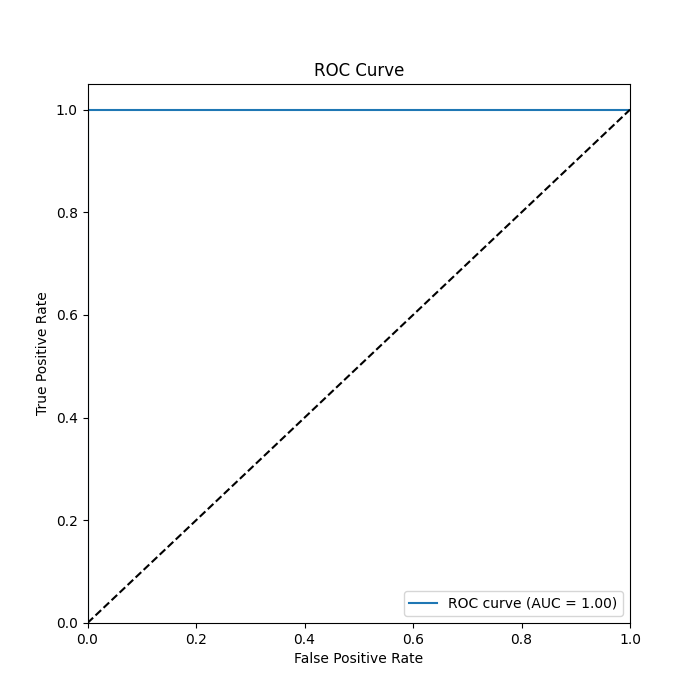 ROC Curve
True Positive Rate
1.0
0.8
0.6
0.4
0.2
0.0
ROC curve (AUC = 1.00)
0.0 0.2 0.4 0.6 0.8 1.0
False Positive Rate